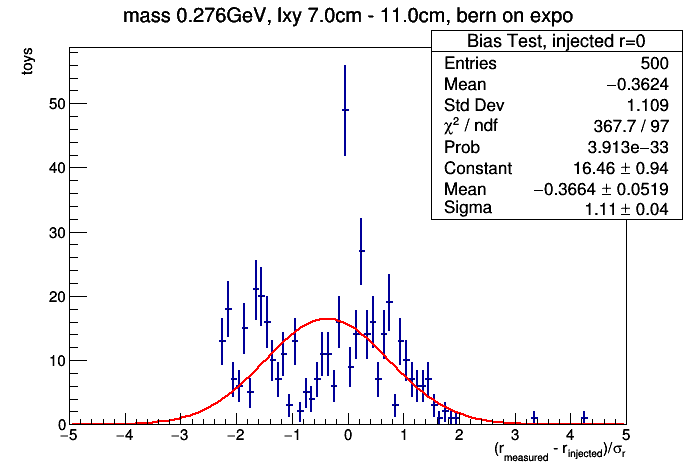 mass 0.276GeV, lxy 7.0cm - 11.0cm, bern on expo
Bias Test, injected r=0
Entries 500
Mean −0.3624
Std Dev 1.109
χ² / ndf 367.7 / 97
Prob 3.913e−33
Constant 16.46 ± 0.94
Mean −0.3664 ± 0.0519
Sigma 1.11 ± 0.04
toys
50
40
30
20
10
0
−5 −4 −3 −2 −1 0 1 2 3 4 5
(r_measured - r_injected)/σ_r